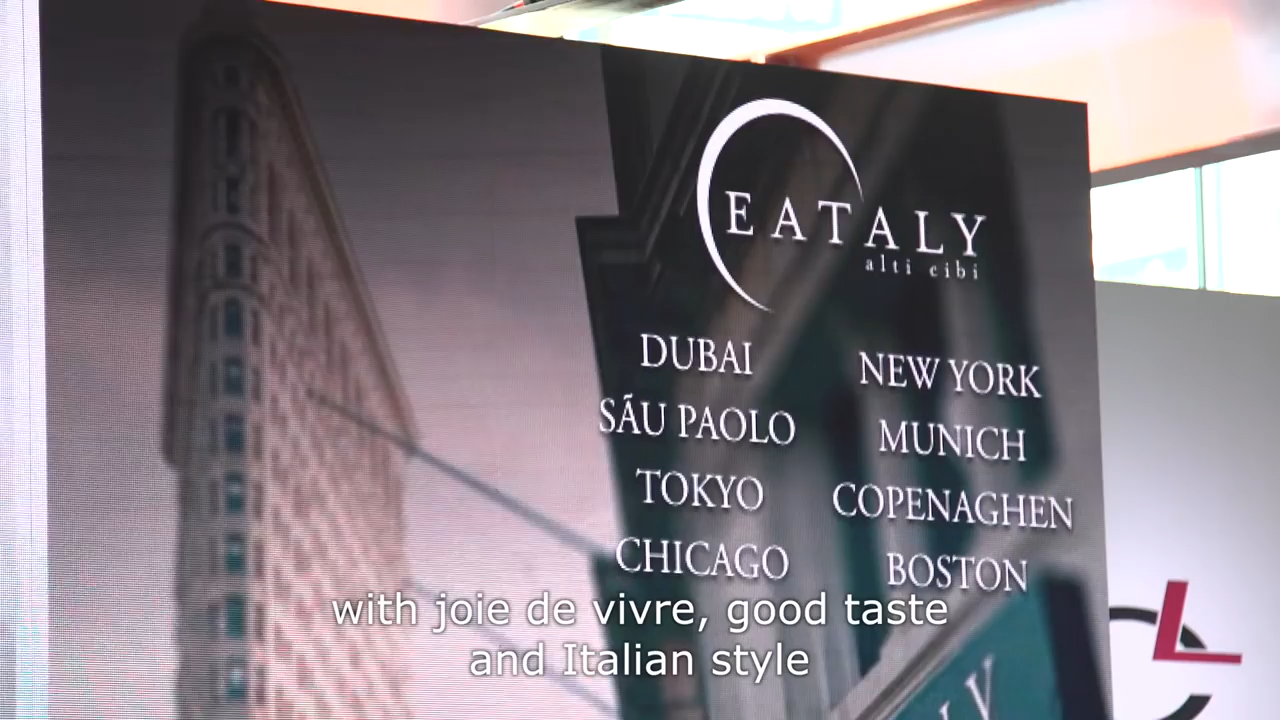 EATALY
alti cibi
DUBAI
SÃU PAOLO
TOKYO
CHICAGO
NEW YORK
MUNICH
COPENAGHEN
BOSTON
with joie de vivre, good taste
and Italian style